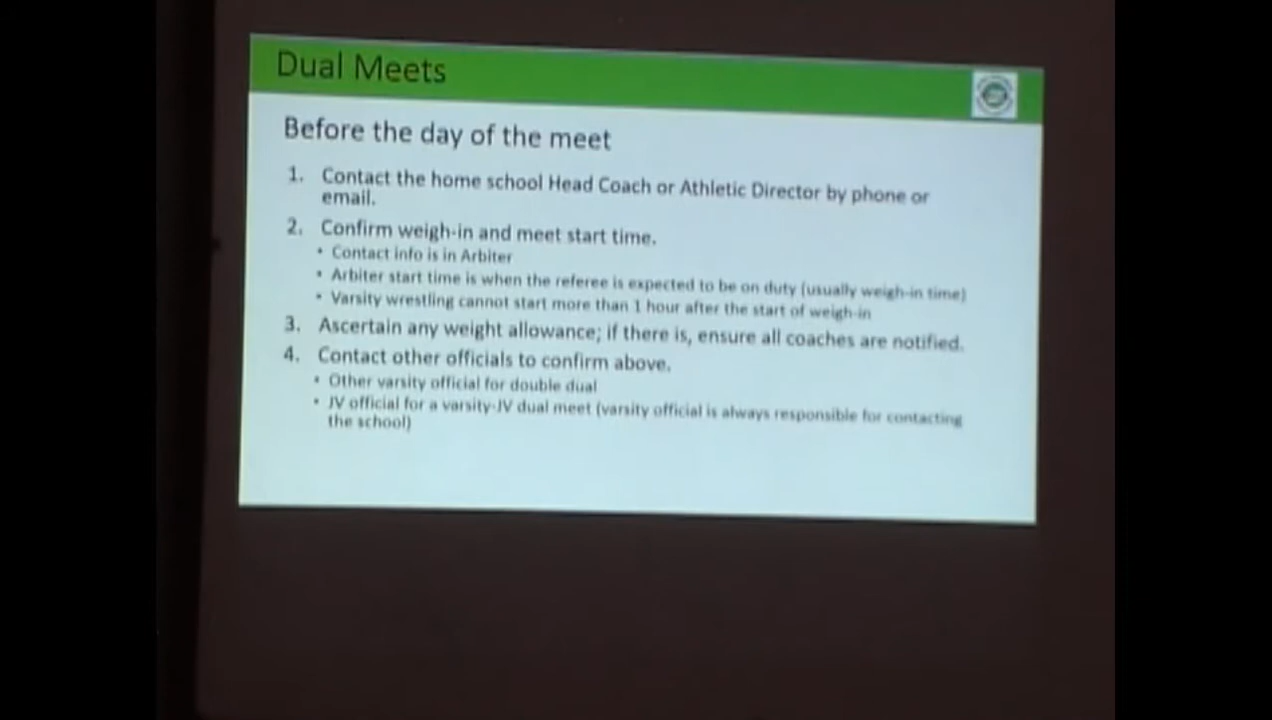 Dual Meets
Before the day of the meet
1. Contact the home school Head Coach or Athletic Director by phone or
email.
2. Confirm weigh-in and meet start time.
• Contact info is in Arbiter
• Arbiter start time is when the referee is expected to be on duty (usually weigh-in time)
• Varsity wrestling cannot start more than 1 hour after the start of weigh-in
3. Ascertain any weight allowance; if there is, ensure all coaches are notified.
4. Contact other officials to confirm above.
• Other varsity official for double dual
• JV official for a varsity-JV dual meet (varsity official is always responsible for contacting
the school)